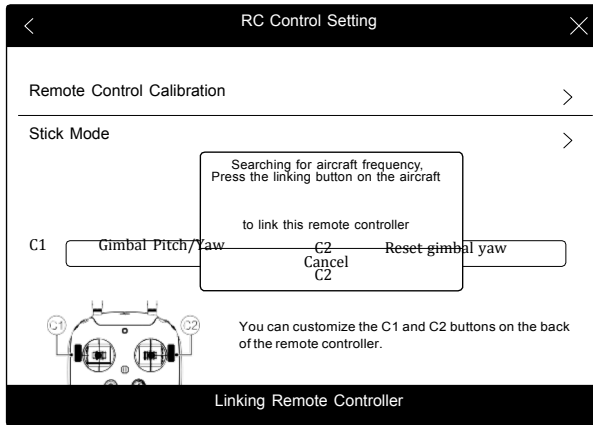 RC Control Setting
Remote Control Calibration
Stick Mode
Searching for aircraft frequency,
Press the linking button on the aircraft
to link this remote controller
C1 Gimbal Pitch/Yaw C2 Reset gimbal yaw
Cancel
C2
C1 C2
You can customize the C1 and C2 buttons on the back
of the remote controller.
Linking Remote Controller